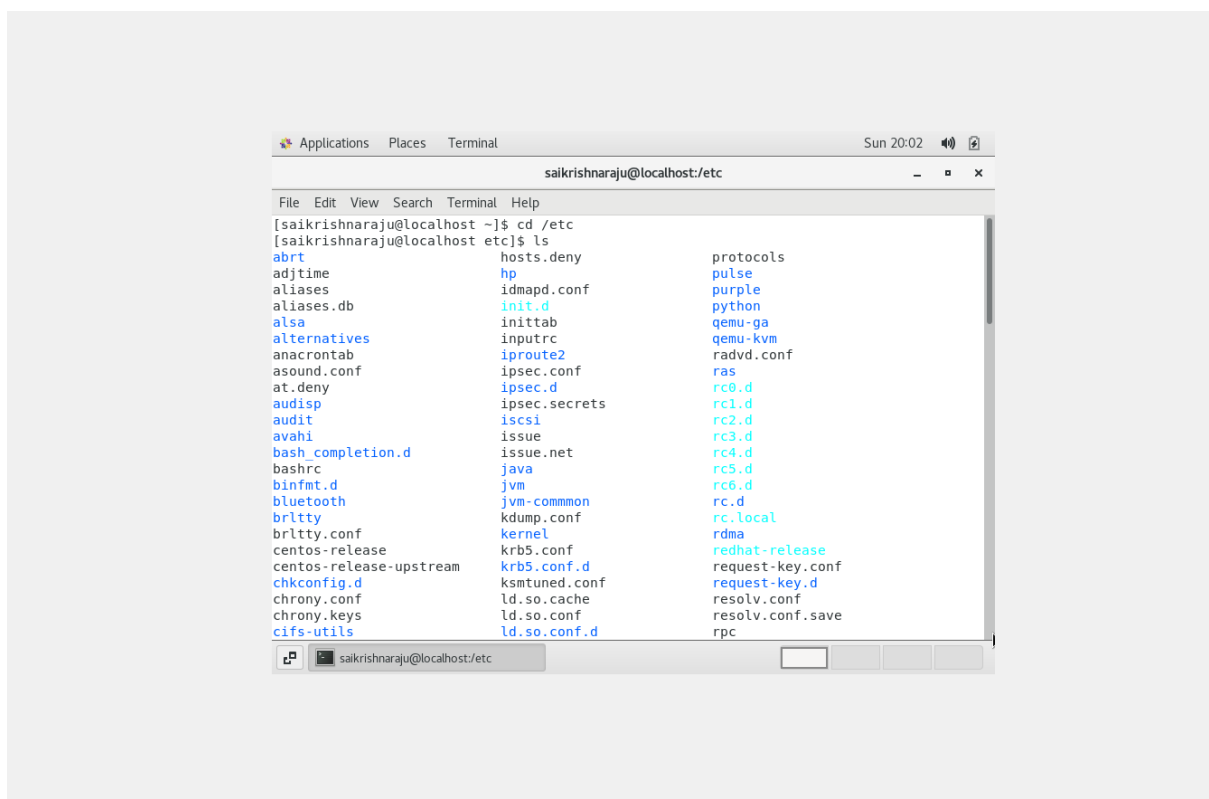 Applications Places Terminal Sun 20:02
saikrishnaraju@localhost:/etc
File Edit View Search Terminal Help
[saikrishnaraju@localhost ~]$ cd /etc
[saikrishnaraju@localhost etc]$ ls
abrt hosts.deny protocols
adjtime hp pulse
aliases idmapd.conf purple
aliases.db init.d python
alsa inittab qemu-ga
alternatives inputrc qemu-kvm
anacrontab iproute2 radvd.conf
asound.conf ipsec.conf ras
at.deny ipsec.d rc0.d
audisp ipsec.secrets rc1.d
audit iscsi rc2.d
avahi issue rc3.d
bash_completion.d issue.net rc4.d
bashrc java rc5.d
binfmt.d jvm rc6.d
bluetooth jvm-commmon rc.d
brltty kdump.conf rc.local
brltty.conf kernel rdma
centos-release krb5.conf redhat-release
centos-release-upstream krb5.conf.d request-key.conf
chkconfig.d ksmtuned.conf request-key.d
chrony.conf ld.so.cache resolv.conf
chrony.keys ld.so.conf resolv.conf.save
cifs-utils ld.so.conf.d rpc
saikrishnaraju@localhost:/etc